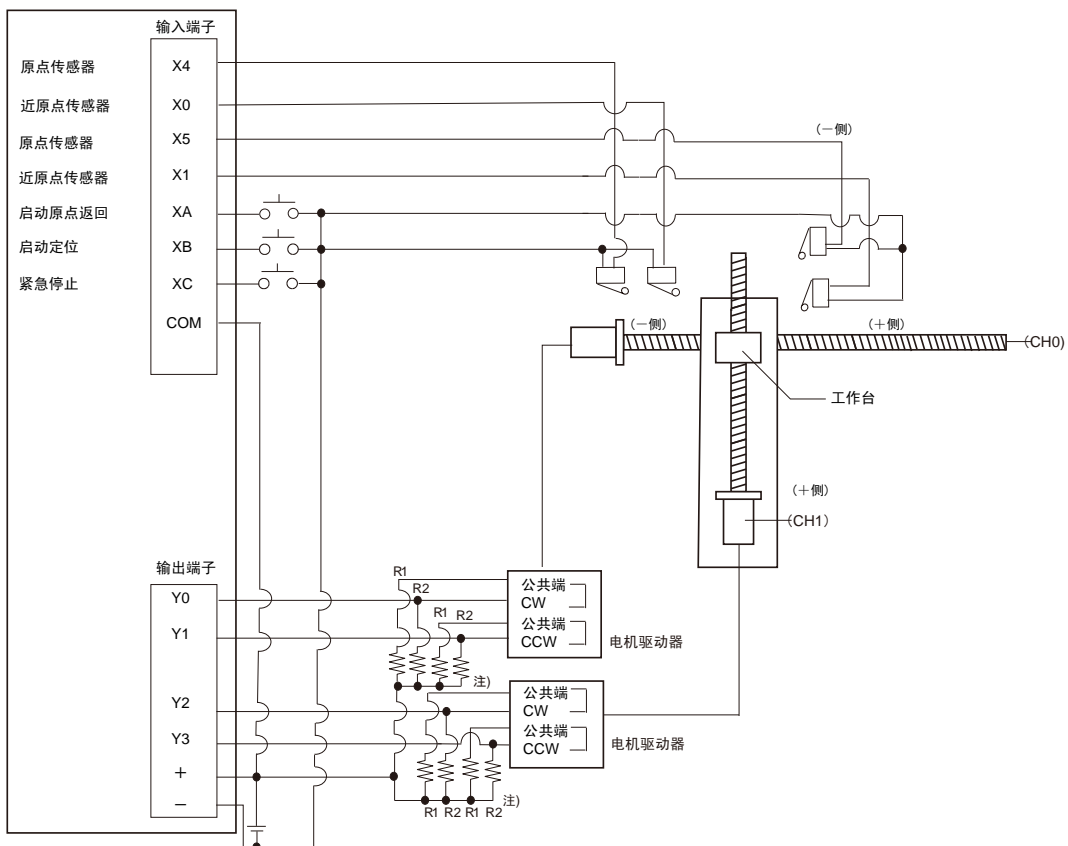 输入端子
原点传感器 X4
近原点传感器 X0
原点传感器 X5
(－侧)
近原点传感器 X1
启动原点返回 XA
启动定位 XB
紧急停止 XC
COM
(－侧)
(＋侧)
(CH0)
工作台
(＋侧)
(CH1)
输出端子
R1
公共端
R2
Y0
CW
R1 R2
公共端
Y1
CCW
电机驱动器
注)
公共端
Y2
CW
公共端
Y3
CCW
电机驱动器
＋
－
注)
R1 R2 R1 R2